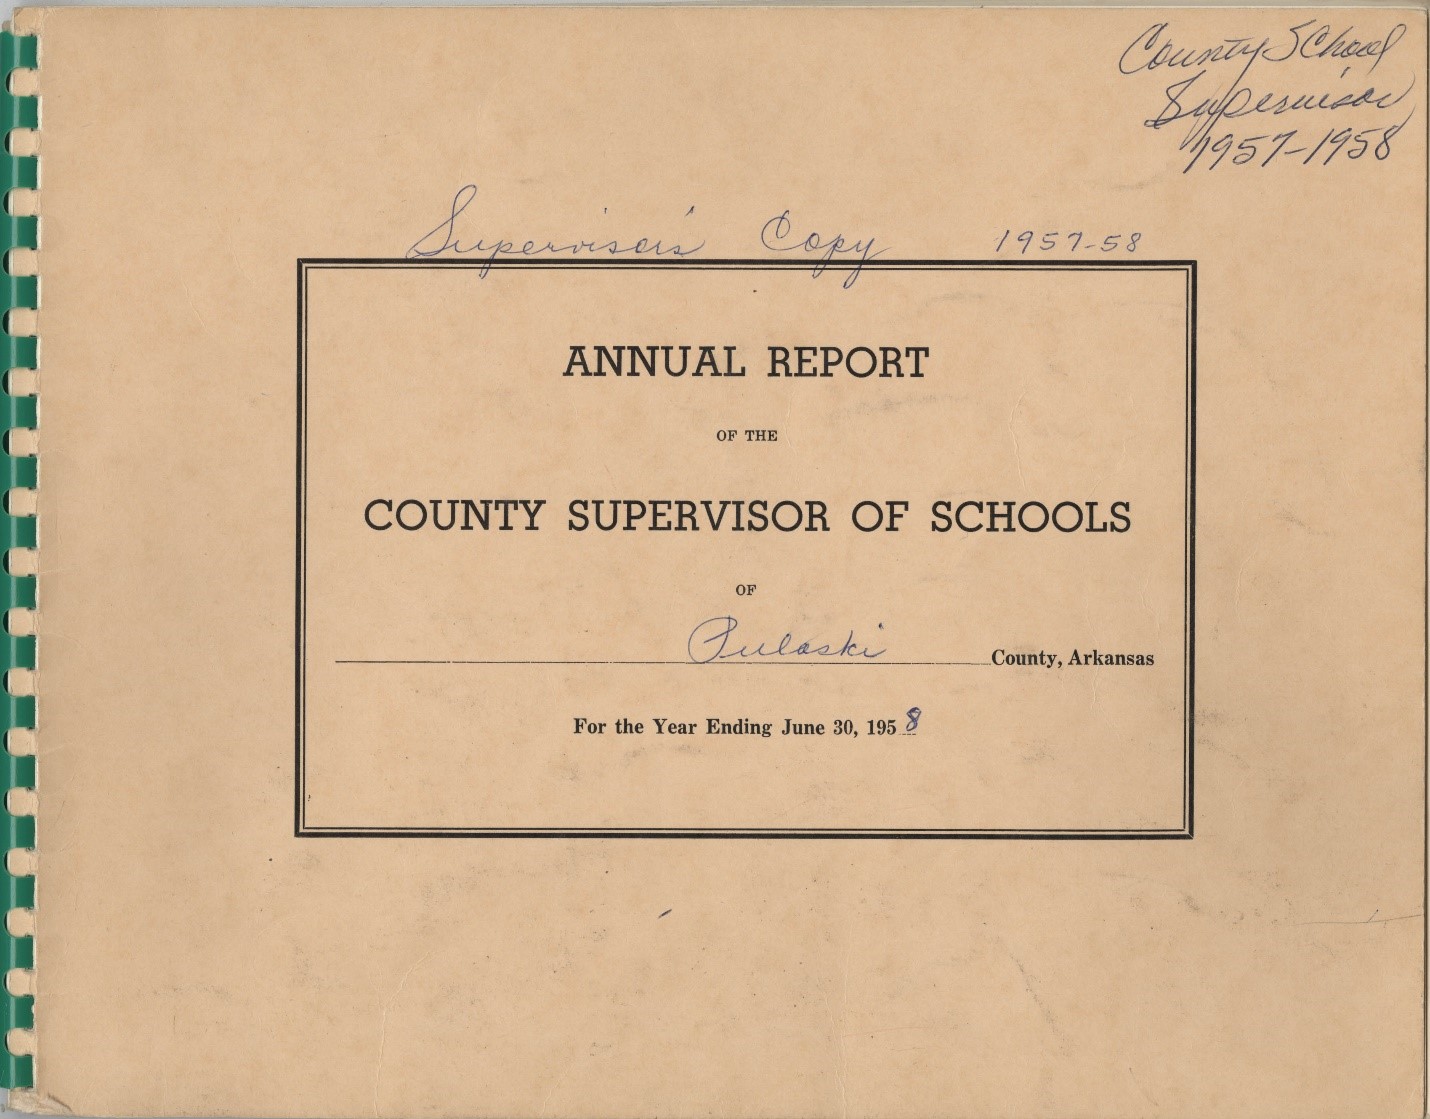 County School
Supervisor
1957-1958
Supervisor's Copy 1957-58
ANNUAL REPORT
OF THE
COUNTY SUPERVISOR OF SCHOOLS
OF
Pulaski County, Arkansas
For the Year Ending June 30, 1958